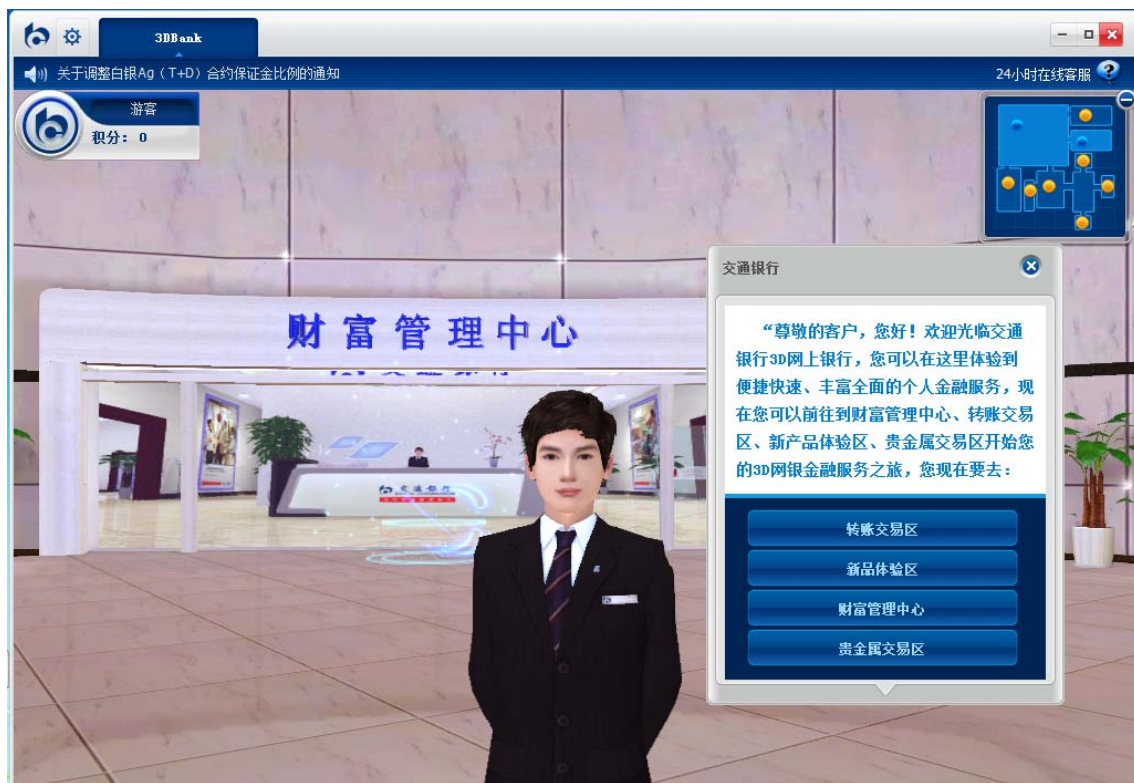 3DBank
关于调整白银Ag（T+D）合约保证金比例的通知
24小时在线客服
游客
积分：0
财富管理中心
交通银行
交通银行
“尊敬的客户，您好！欢迎光临交通
银行3D网上银行，您可以在这里体验到
便捷快速、丰富全面的个人金融服务，现
在您可以前往到财富管理中心、转账交易
区、新产品体验区、贵金属交易区开始您
的3D网银金融服务之旅，您现在要去：
转账交易区
新品体验区
财富管理中心
贵金属交易区